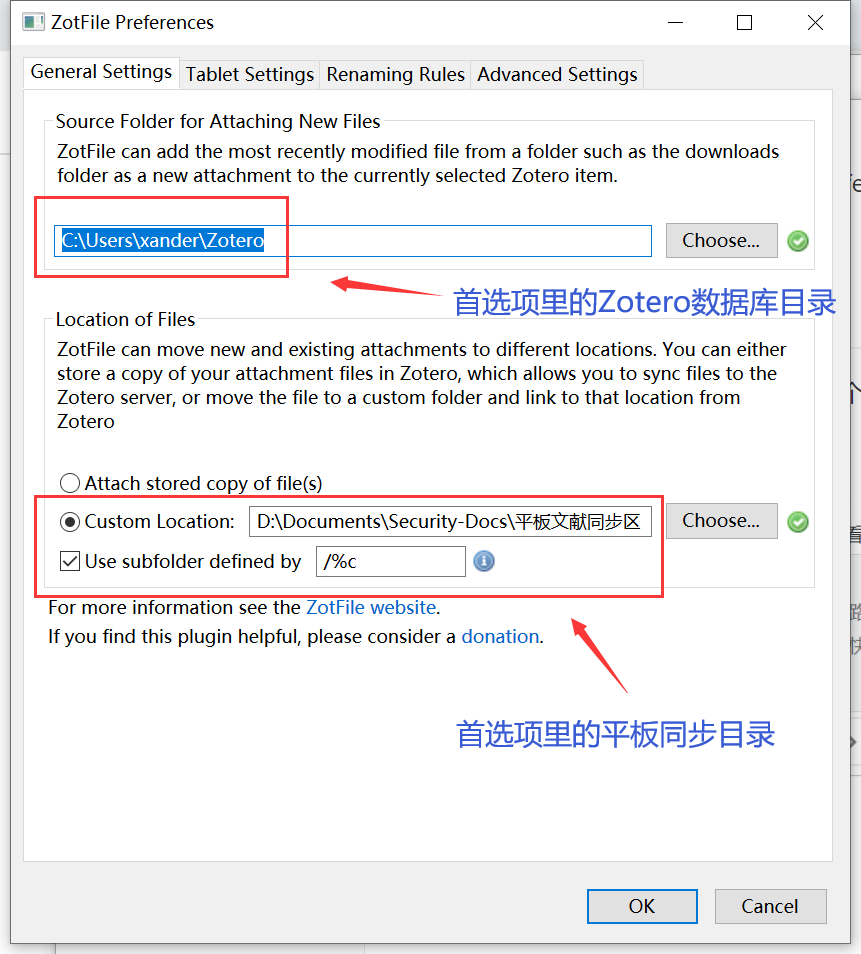 ZotFile Preferences
General Settings Tablet Settings Renaming Rules Advanced Settings
Source Folder for Attaching New Files
ZotFile can add the most recently modified file from a folder such as the downloads
folder as a new attachment to the currently selected Zotero item.
C:\Users\xander\Zotero Choose...
首选项里的Zotero数据库目录
Location of Files
ZotFile can move new and existing attachments to different locations. You can either
store a copy of your attachment files in Zotero, which allows you to sync files to the
Zotero server, or move the file to a custom folder and link to that location from
Zotero
Attach stored copy of file(s)
Custom Location: D:\Documents\Security-Docs\平板文献同步区 Choose...
Use subfolder defined by /%c
For more information see the ZotFile website.
If you find this plugin helpful, please consider a donation.
首选项里的平板同步目录
OK Cancel